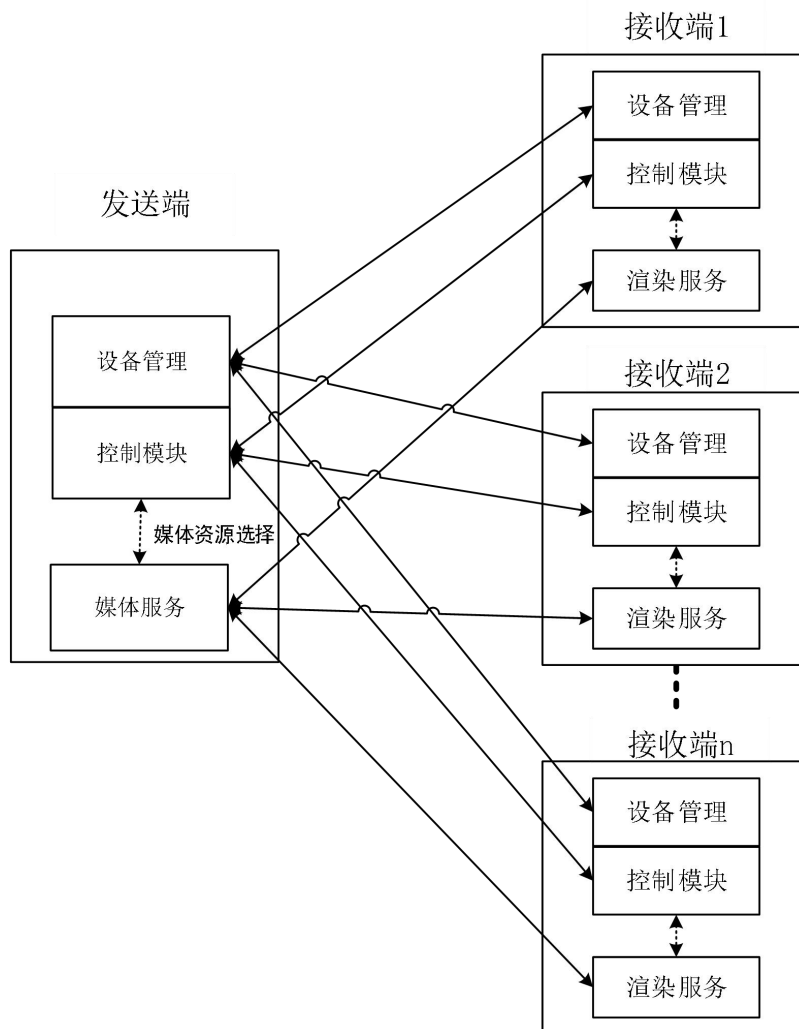 发送端
设备管理
控制模块
媒体资源选择
媒体服务
接收端1
设备管理
控制模块
渲染服务
接收端2
设备管理
控制模块
渲染服务
接收端n
设备管理
控制模块
渲染服务